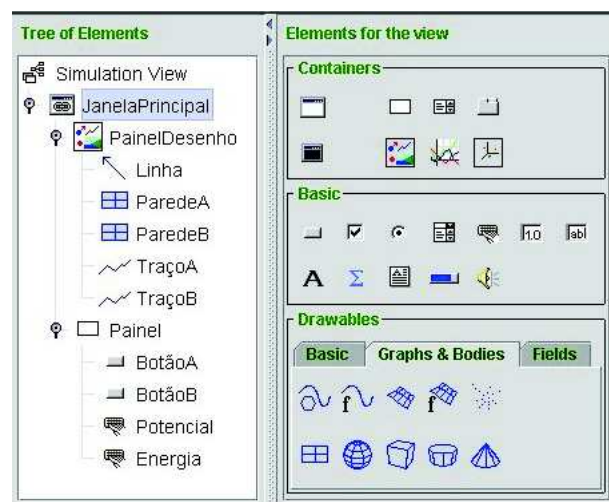 Tree of Elements
Simulation View
JanelaPrincipal
PainelDesenho
Linha
ParedeA
ParedeB
TraçoA
TraçoB
Painel
BotãoA
BotãoB
Potencial
Energia
Elements for the view
Containers
Basic
1.0
abl
A
Σ
Drawables
Basic Graphs & Bodies Fields
f
f